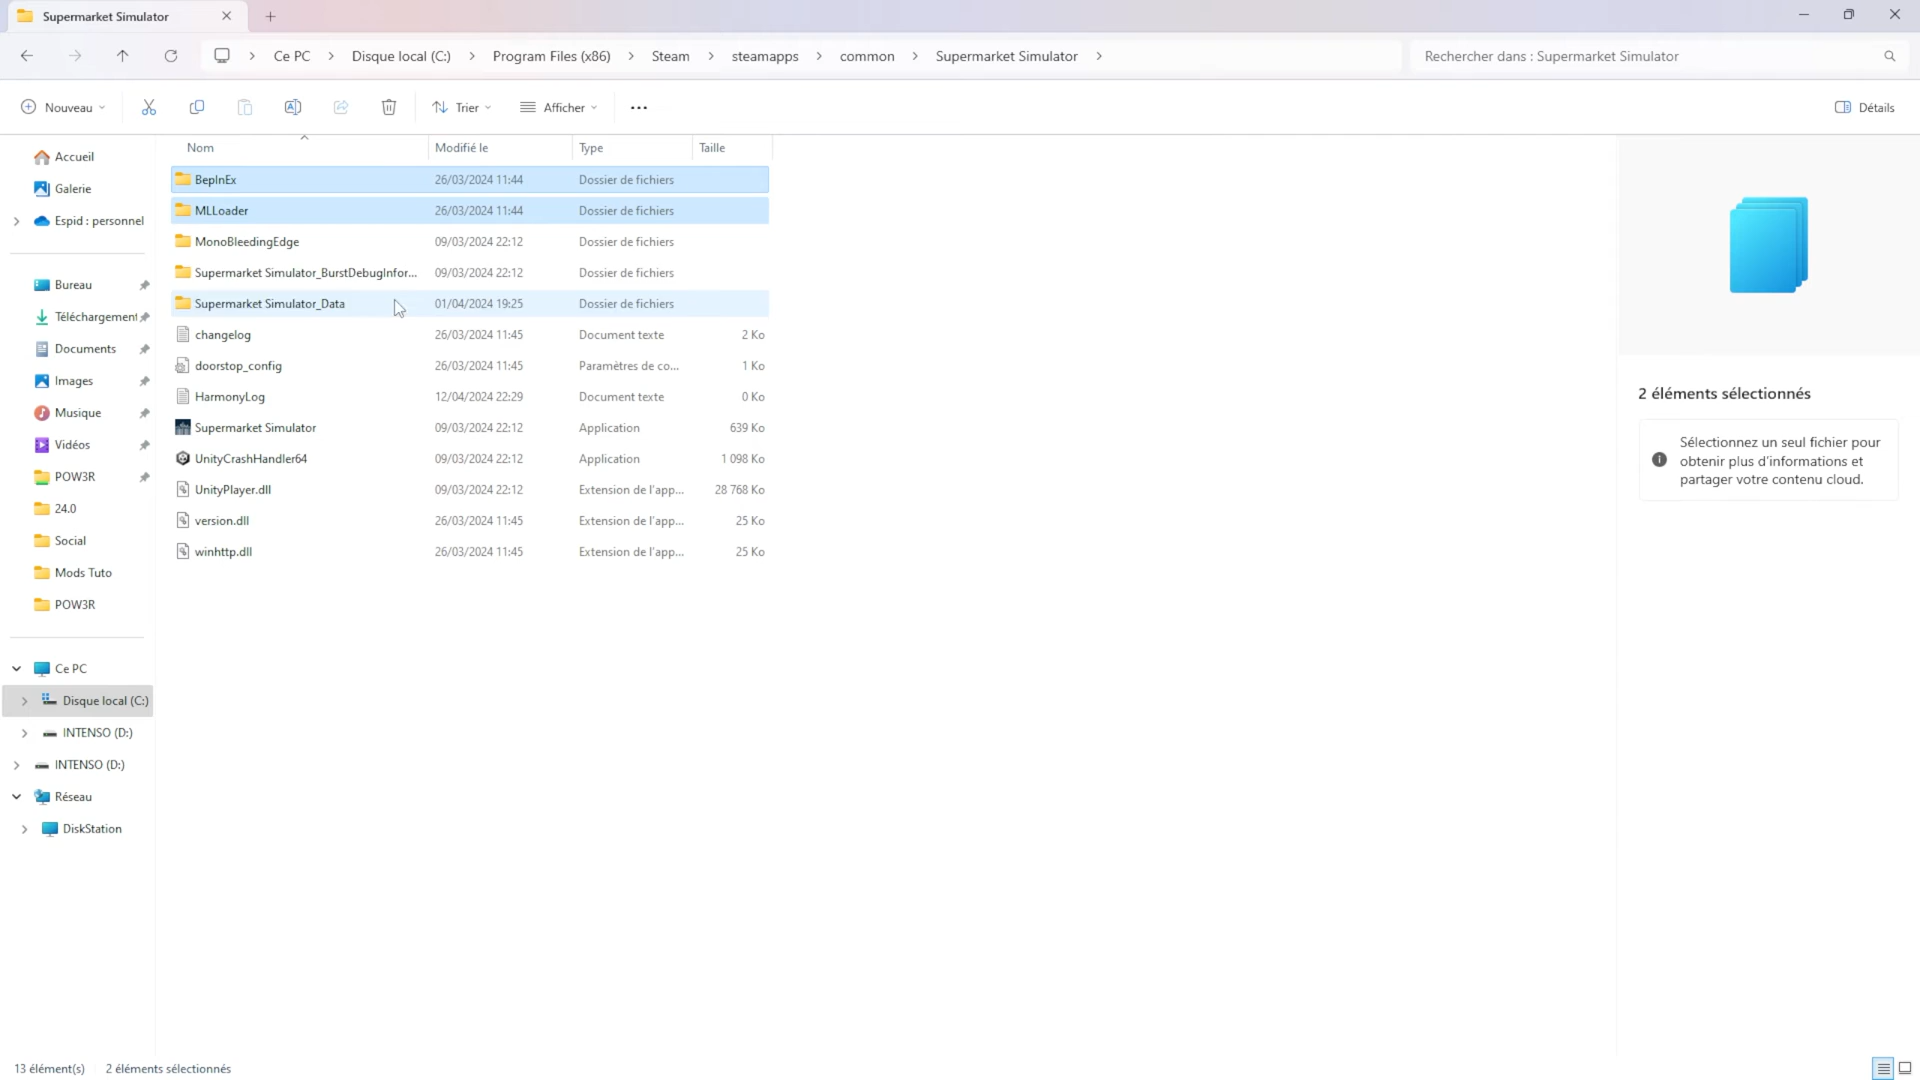 Supermarket Simulator
Ce PC
Disque local (C:)
Program Files (x86)
Steam
steamapps
common
Supermarket Simulator
Rechercher dans : Supermarket Simulator
Nouveau
Trier
Afficher
Détails
Nom
Modifié le
Type
Taille
BepInEx 26/03/2024 11:44 Dossier de fichiers
MLLoader 26/03/2024 11:44 Dossier de fichiers
MonoBleedingEdge 09/03/2024 22:12 Dossier de fichiers
Supermarket Simulator_BurstDebugInfor... 09/03/2024 22:12 Dossier de fichiers
Supermarket Simulator_Data 01/04/2024 19:25 Dossier de fichiers
changelog 26/03/2024 11:45 Document texte 2 Ko
doorstop_config 26/03/2024 11:45 Paramètres de co... 1 Ko
HarmonyLog 12/04/2024 22:29 Document texte 0 Ko
Supermarket Simulator 09/03/2024 22:12 Application 639 Ko
UnityCrashHandler64 09/03/2024 22:12 Application 1 098 Ko
UnityPlayer.dll 09/03/2024 22:12 Extension de l'app... 28 768 Ko
version.dll 26/03/2024 11:45 Extension de l'app... 25 Ko
winhttp.dll 26/03/2024 11:45 Extension de l'app... 25 Ko
Accueil
Galerie
Espid : personnel
Bureau
Téléchargement
Documents
Images
Musique
Vidéos
POW3R
24.0
Social
Mods Tuto
POW3R
Ce PC
Disque local (C:)
INTENSO (D:)
INTENSO (D:)
Réseau
DiskStation
2 éléments sélectionnés
Sélectionnez un seul fichier pour
obtenir plus d'informations et
partager votre contenu cloud.
13 élément(s)
2 éléments sélectionnés